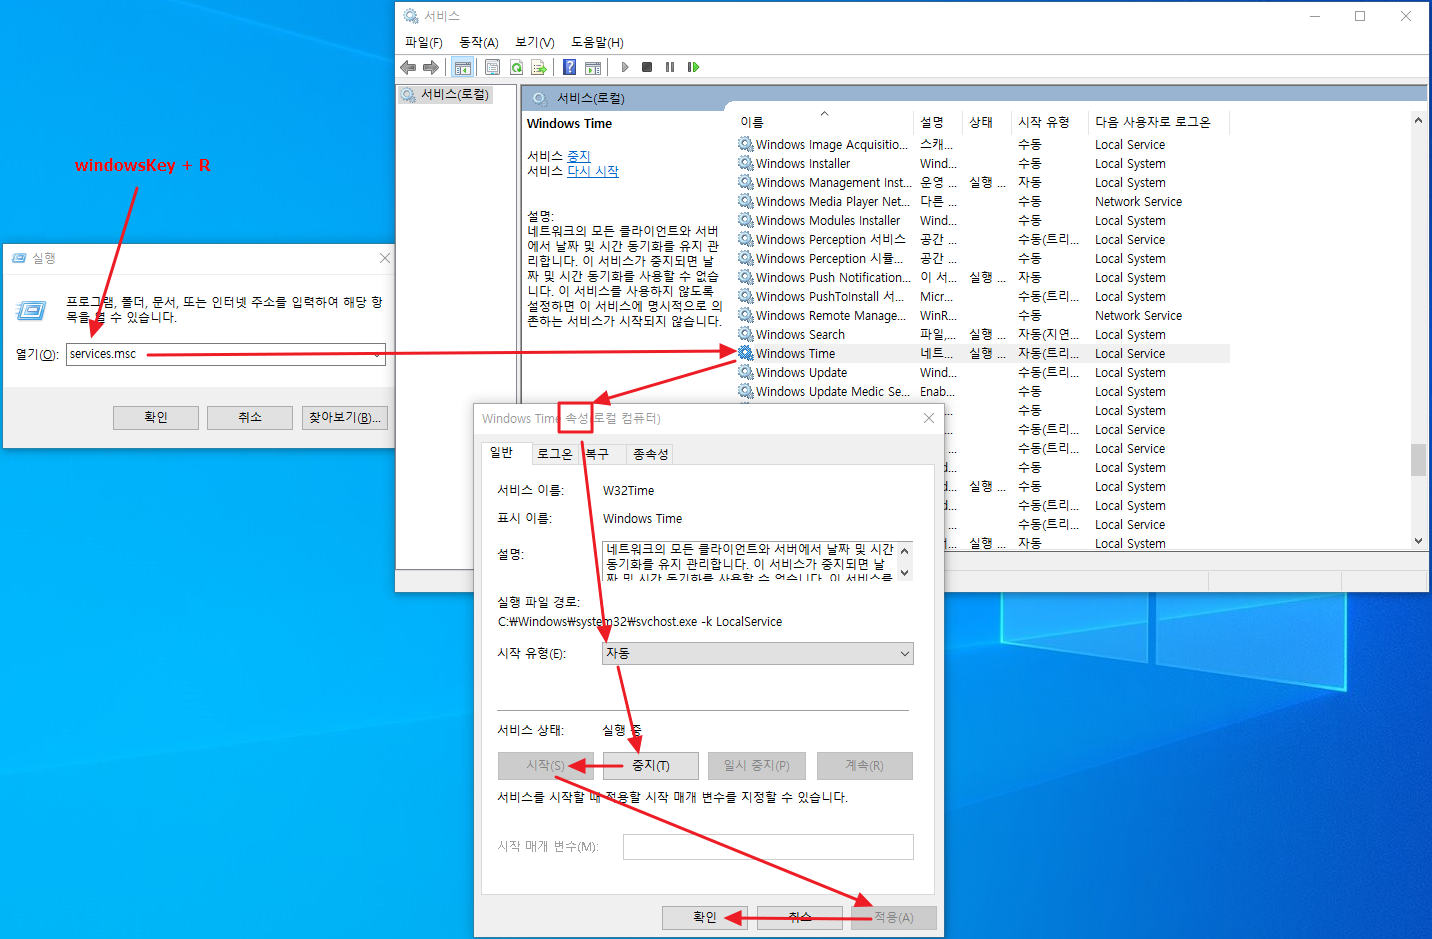 서비스
파일(F) 동작(A) 보기(V) 도움말(H)
서비스(로컬)
서비스(로컬)
Windows Time
서비스 중지
서비스 다시 시작
설명:
네트워크의 모든 클라이언트와 서버
에서 날짜 및 시간 동기화를 유지 관
리합니다. 이 서비스가 중지되면 날
짜 및 시간 동기화를 사용할 수 없습
니다. 이 서비스를 사용하지 않도록
설정하면 이 서비스에 명시적으로 의
존하는 서비스가 시작되지 않습니다.
이름 설명 상태 시작 유형 다음 사용자로 로그온
Windows Image Acquisitio... 스캐... 수동 Local Service
Windows Installer Wind... 수동 Local System
Windows Management Inst... 운영 ... 실행 ... 자동 Local System
Windows Media Player Net... 다른 ... 수동 Network Service
Windows Modules Installer Wind... 수동 Local System
Windows Perception 서비스 공간 ... 수동(트리... Local Service
Windows Perception 시뮬... 공간 ... 수동 Local System
Windows Push Notification... 이 서... 실행 ... 자동 Local System
Windows PushToInstall 서... Micr... 수동(트리... Local System
Windows Remote Manage... WinR... 수동 Network Service
Windows Search 파일,... 실행 ... 자동(지연... Local System
Windows Time 네트... 실행 ... 자동(트리... Local Service
Windows Update Wind... 수동(트리... Local System
Windows Update Medic Se... Enab... 수동 Local System
수동 Local System
수동(트리... Local Service
수동(트리... Local System
수동 Local System
실행 ... 수동 Local System
수동(트리... Local System
수동(트리... Local Service
실행 ... 자동 Local System
windowsKey + R
실행
프로그램, 폴더, 문서, 또는 인터넷 주소를 입력하여 해당 항
목을 열 수 있습니다.
열기(O): services.msc
확인 취소 찾아보기(B)...
Windows Time 속성(로컬 컴퓨터)
일반 로그온 복구 종속성
서비스 이름: W32Time
표시 이름: Windows Time
설명: 네트워크의 모든 클라이언트와 서버에서 날짜 및 시간
동기화를 유지 관리합니다. 이 서비스가 중지되면 날
짜 및 시간 동기화를 사용할 수 없습니다. 이 서비스를
실행 파일 경로:
C:\Windows\system32\svchost.exe -k LocalService
시작 유형(E): 자동
서비스 상태: 실행 중
시작(S) 중지(T) 일시 중지(P) 계속(R)
서비스를 시작할 때 적용할 시작 매개 변수를 지정할 수 있습니다.
시작 매개 변수(M):
확인 취소 적용(A)